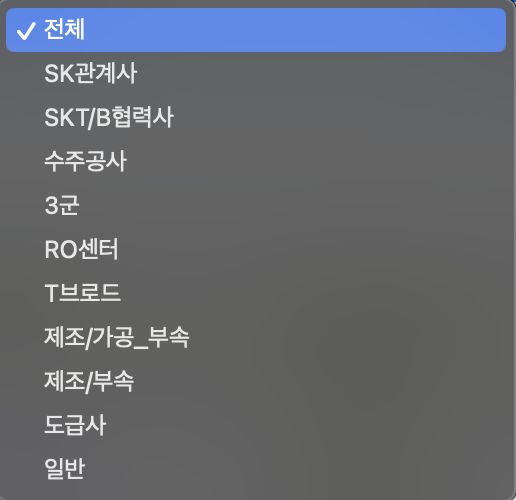 전체
SK관계사
SKT/B협력사
수주공사
3군
RO센터
T브로드
제조/가공_부속
제조/부속
도급사
일반